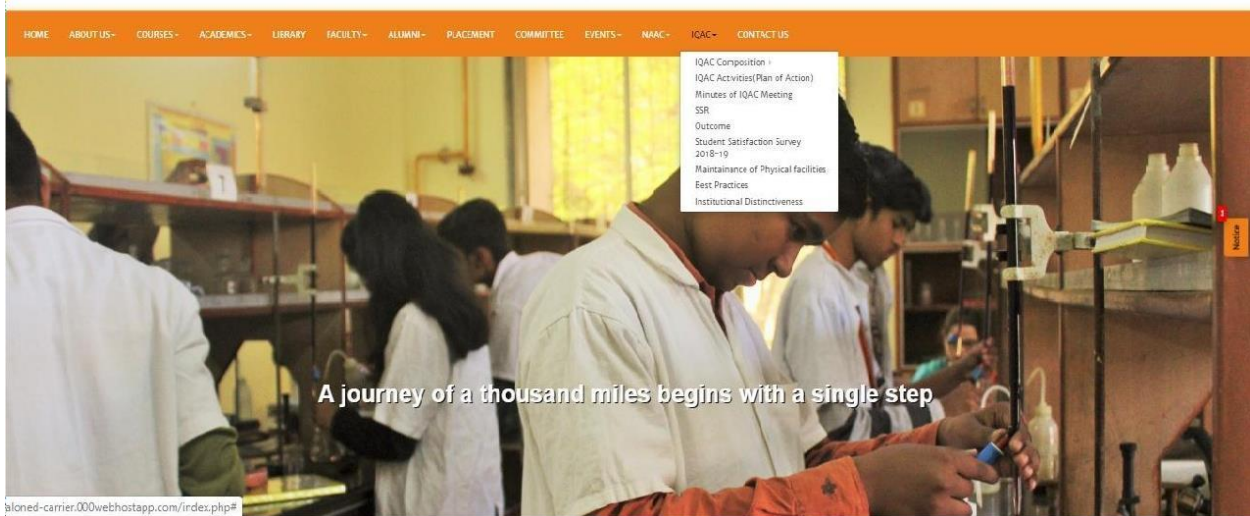 HOME ABOUT US COURSES ACADEMICS LIBRARY FACULTY ALUMNI PLACEMENT COMMITTEE EVENTS NAAC IQAC CONTACT US
IQAC Composition
IQAC Activities(Plan of Action)
Minutes of IQAC Meeting
SSR
Outcome
Student Satisfaction Survey
2018-19
Maintainance of Physical facilities
Best Practices
Institutional Distinctiveness
1
Notice
A journey of a thousand miles begins with a single step
aloned-carrier.000webhostapp.com/index.php#